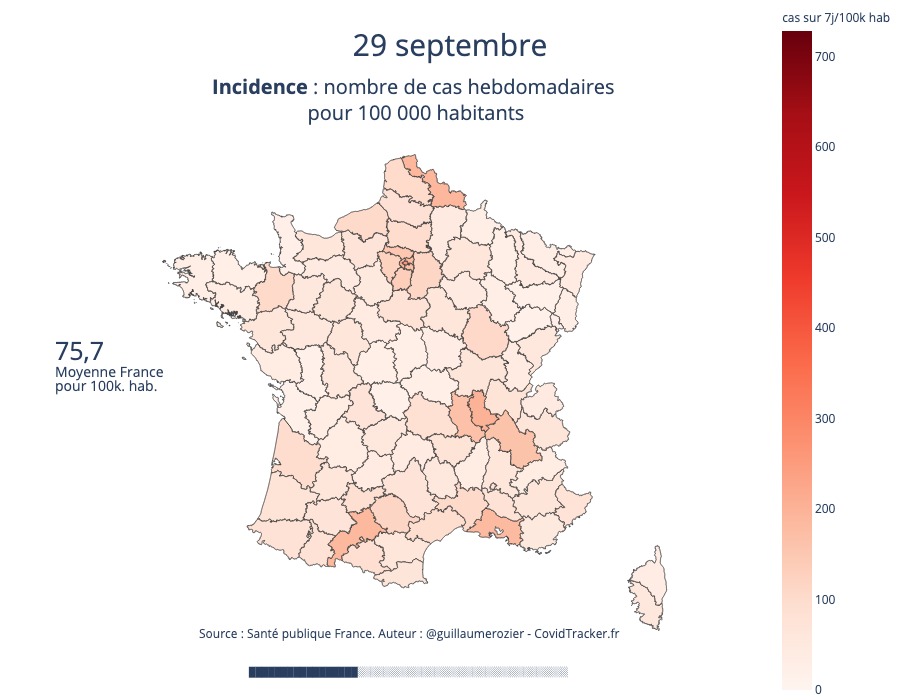 cas sur 7j/100k hab
29 septembre
Incidence : nombre de cas hebdomadaires
pour 100 000 habitants
700
600
500
400
300
200
100
0
75,7
Moyenne France
pour 100k. hab.
Source : Santé publique France. Auteur : @guillaumerozier - CovidTracker.fr